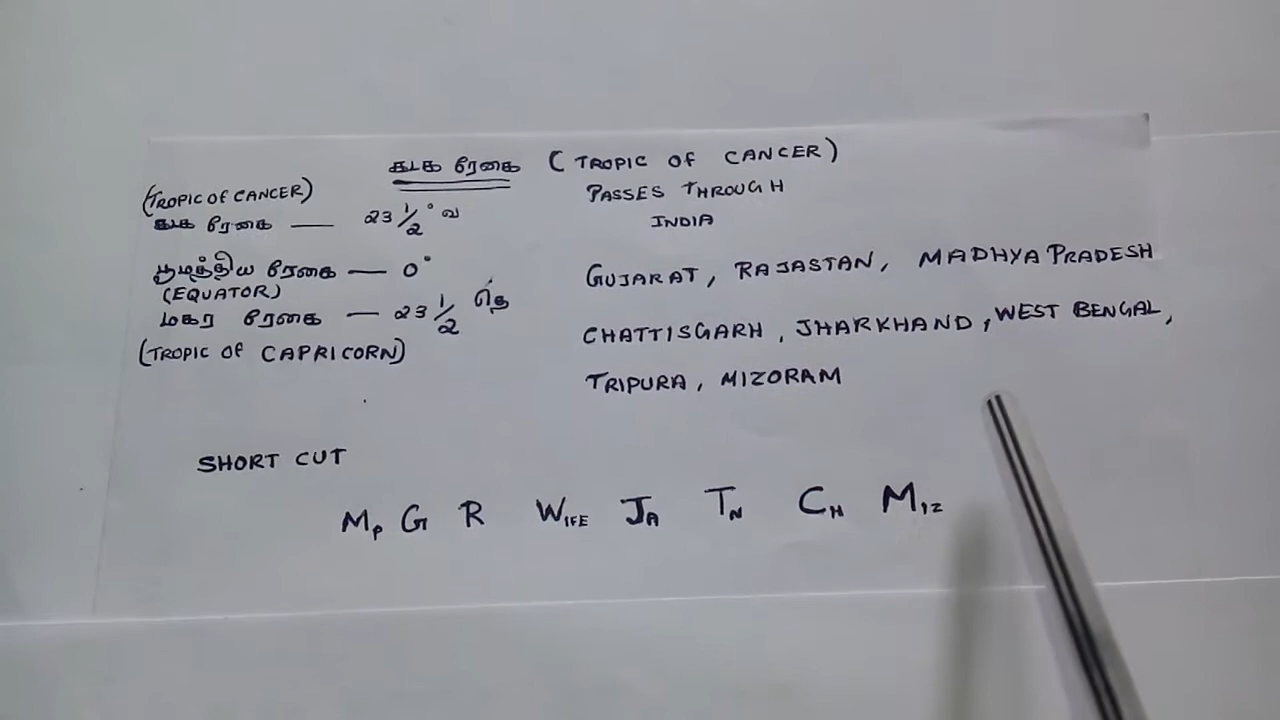 கடக ரேகை (TROPIC OF CANCER)
PASSES THROUGH
INDIA
(TROPIC OF CANCER)
கடக ரேகை — 23 1/2° வ
பூமத்திய ரேகை — 0°
(EQUATOR)
மகர ரேகை — 23 1/2 தெ
(TROPIC OF CAPRICORN)
GUJARAT, RAJASTAN, MADHYA PRADESH
CHATTISGARH, JHARKHAND, WEST BENGAL,
TRIPURA, MIZORAM
SHORT CUT
MP G R WIFE JA TN CH MIZ